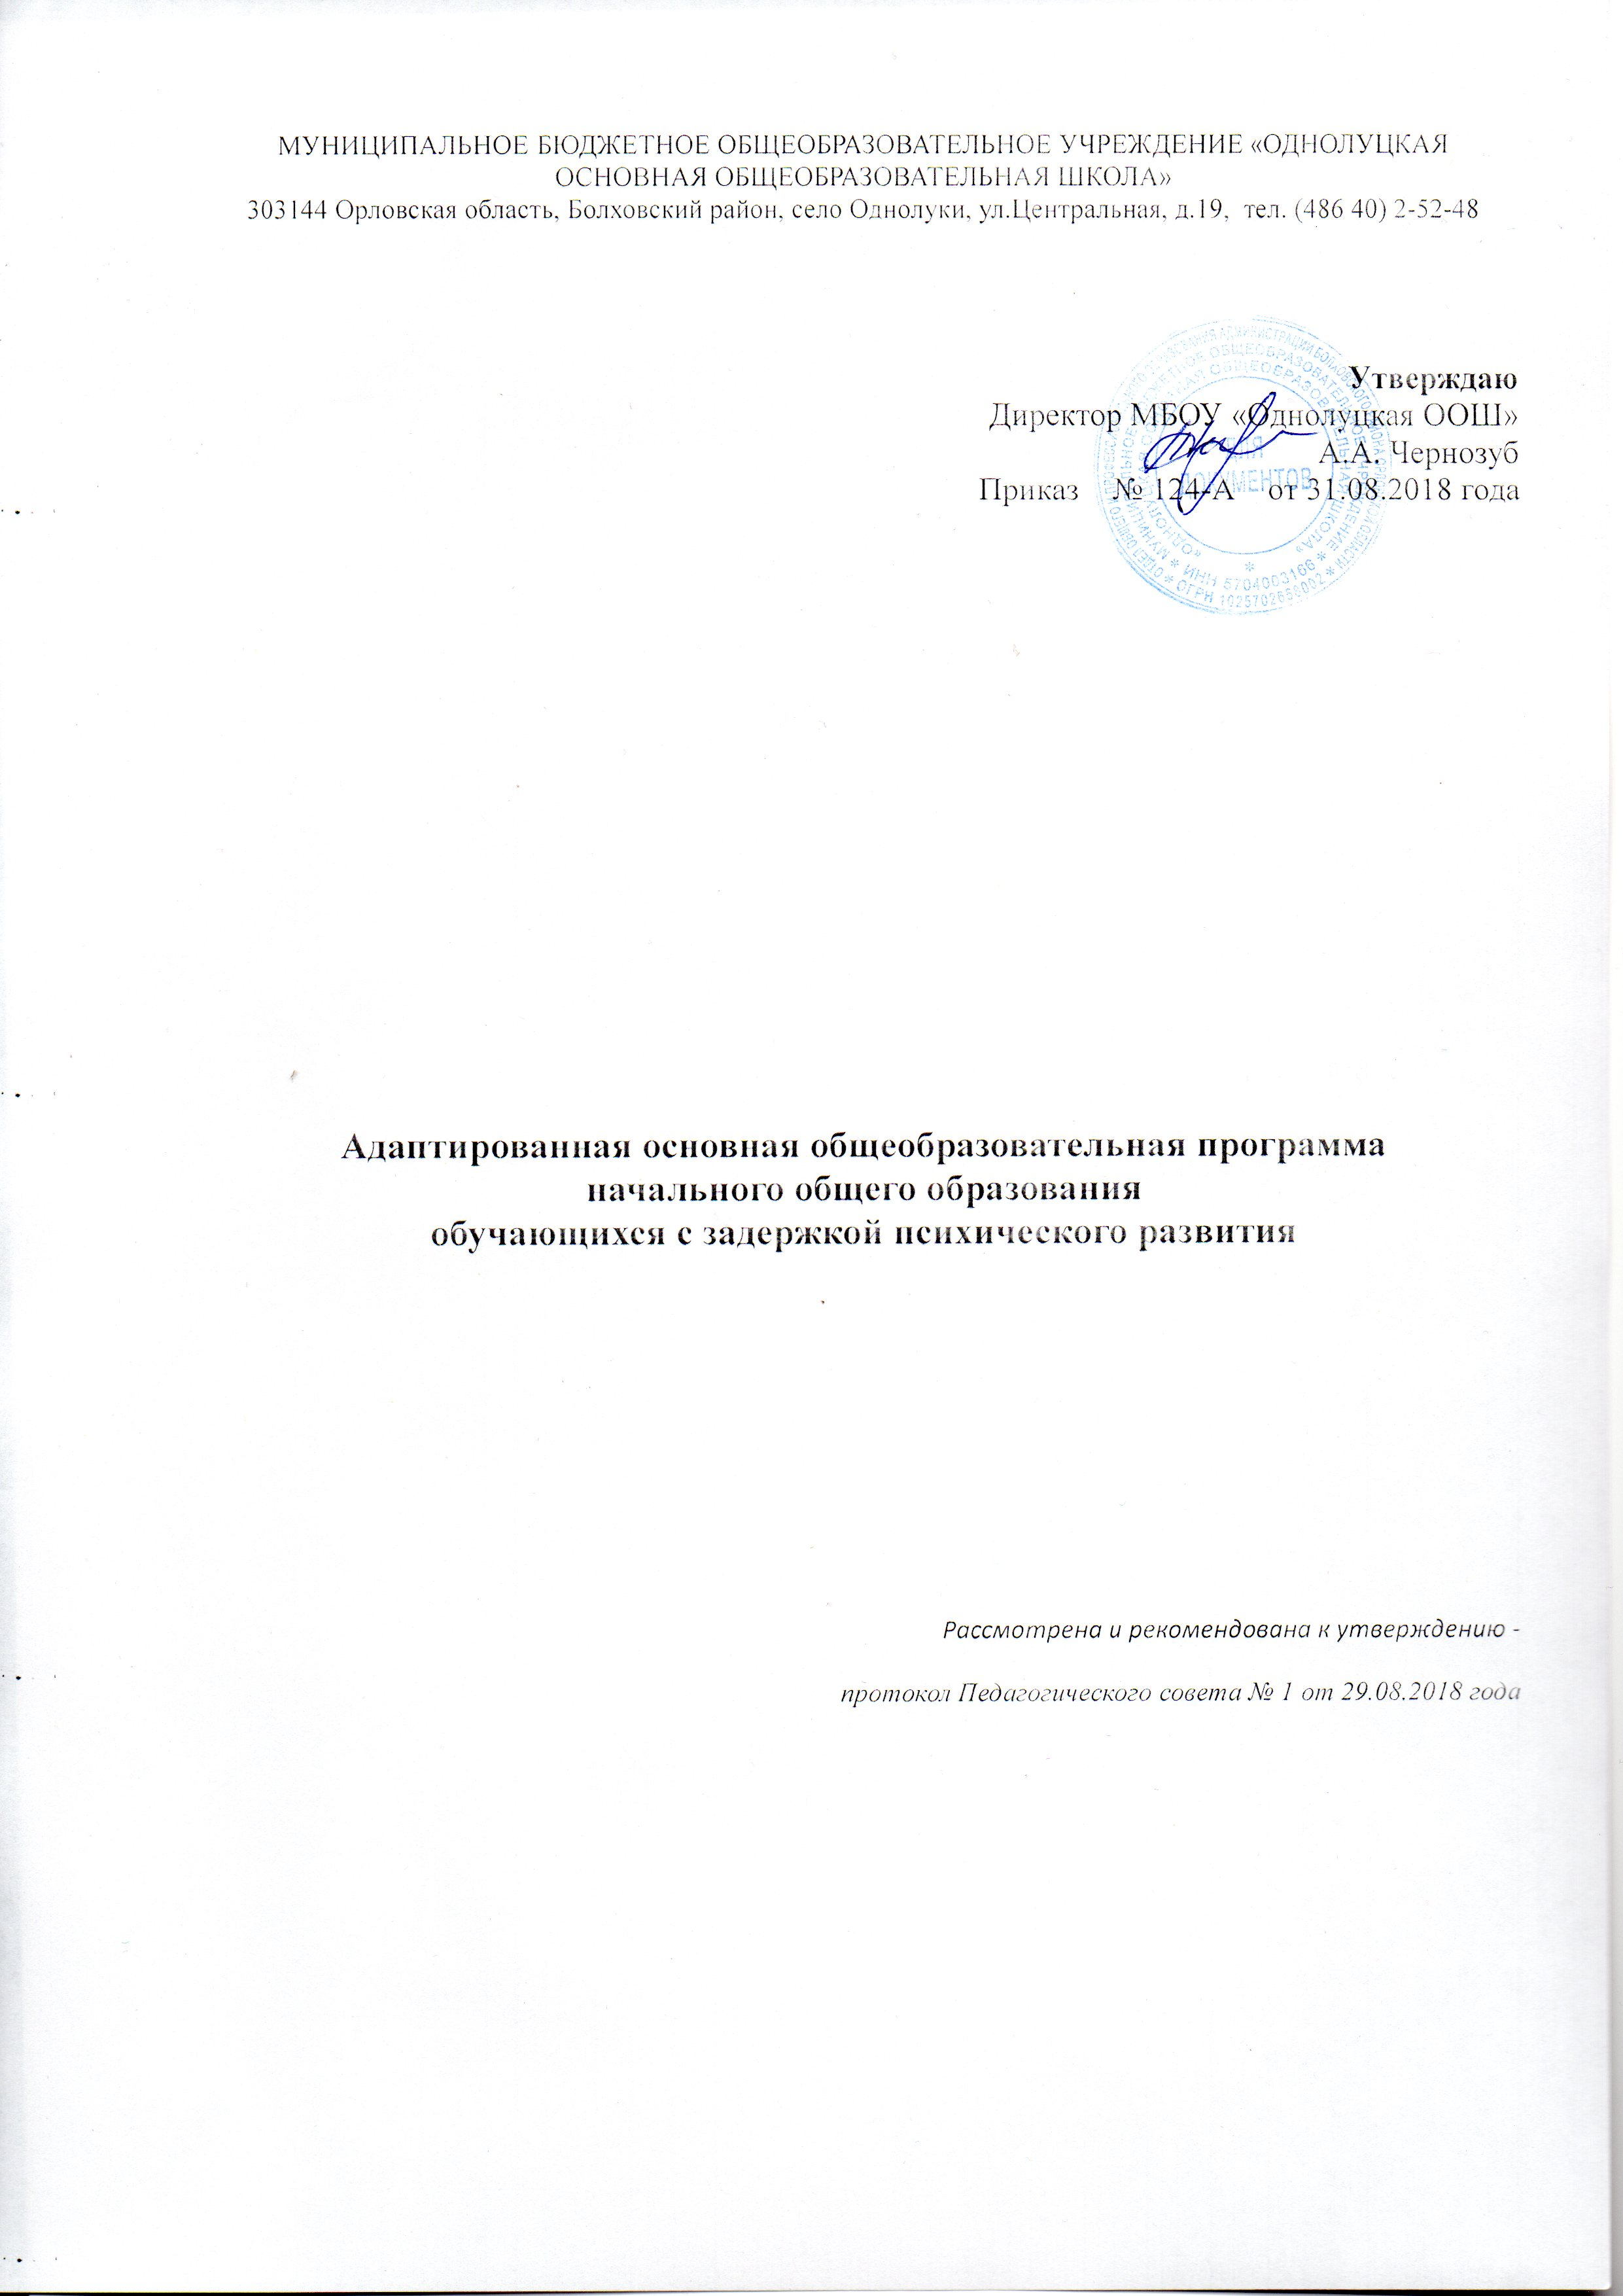 МУНИЦИПАЛЬНОЕ БЮДЖЕТНОЕ ОБЩЕОБРАЗОВАТЕЛЬНОЕ УЧРЕЖДЕНИЕ «ОДНОЛУЦКАЯ
ОСНОВНАЯ ОБЩЕОБРАЗОВАТЕЛЬНАЯ ШКОЛА»
303144 Орловская область, Болховский район, село Однолуки, ул.Центральная, д.19, тел. (486 40) 2-52-48
Утверждаю
Директор МБОУ «Однолуцкая ООШ»
А.А. Чернозуб
Приказ № 124-А от 31.08.2018 года
ДОКУМЕНТОВ
ИНН 5704003166
Адаптированная основная общеобразовательная программа
начального общего образования
обучающихся с задержкой психического развития
Рассмотрена и рекомендована к утверждению -
протокол Педагогического совета № 1 от 29.08.2018 года